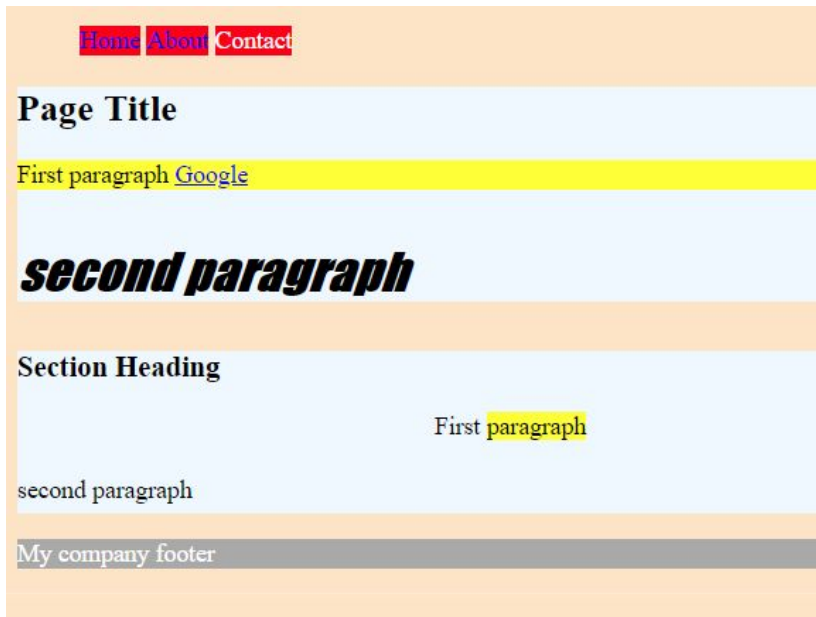 Home About Contact
Page Title
First paragraph Google
second paragraph
Section Heading
First paragraph
second paragraph
My company footer